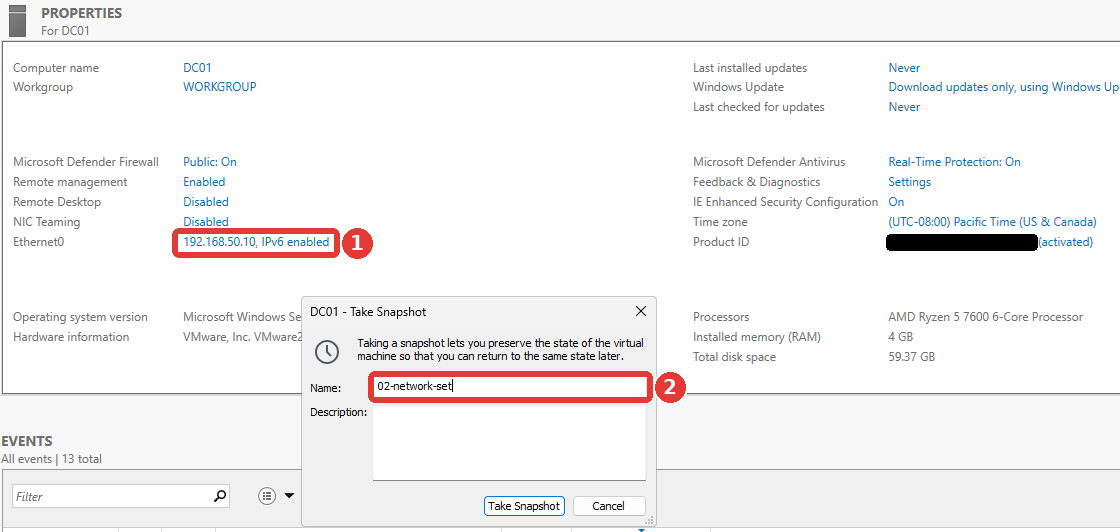 PROPERTIES
For DC01
Computer name DC01
Workgroup WORKGROUP
Last installed updates Never
Windows Update Download updates only, using Windows Up
Last checked for updates Never
Microsoft Defender Firewall Public: On
Remote management Enabled
Remote Desktop Disabled
NIC Teaming Disabled
Ethernet0 192.168.50.10, IPv6 enabled 1
Microsoft Defender Antivirus Real-Time Protection: On
Feedback & Diagnostics Settings
IE Enhanced Security Configuration On
Time zone (UTC-08:00) Pacific Time (US & Canada)
Product ID (activated)
Operating system version Microsoft Windows Se
Hardware information VMware, Inc. VMware2
Processors AMD Ryzen 5 7600 6-Core Processor
Installed memory (RAM) 4 GB
Total disk space 59.37 GB
DC01 - Take Snapshot
Taking a snapshot lets you preserve the state of the virtual
machine so that you can return to the same state later.
Name: 02-network-set 2
Description:
Take Snapshot Cancel
EVENTS
All events | 13 total
Filter